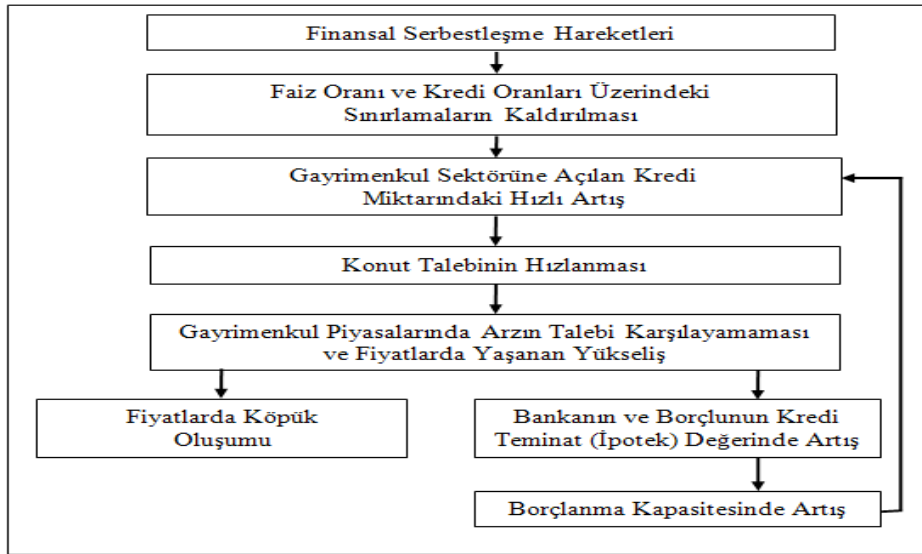 Finansal Serbestleşme Hareketleri
Faiz Oranı ve Kredi Oranları Üzerindeki
Sınırlamaların Kaldırılması
Gayrimenkul Sektörüne Açılan Kredi
Miktarındaki Hızlı Artış
Konut Talebinin Hızlanması
Gayrimenkul Piyasalarında Arzın Talebi Karşılayamaması
ve Fiyatlarda Yaşanan Yükseliş
Fiyatlarda Köpük
Oluşumu
Bankanın ve Borçlunun Kredi
Teminat (İpotek) Değerinde Artış
Borçlanma Kapasitesinde Artış